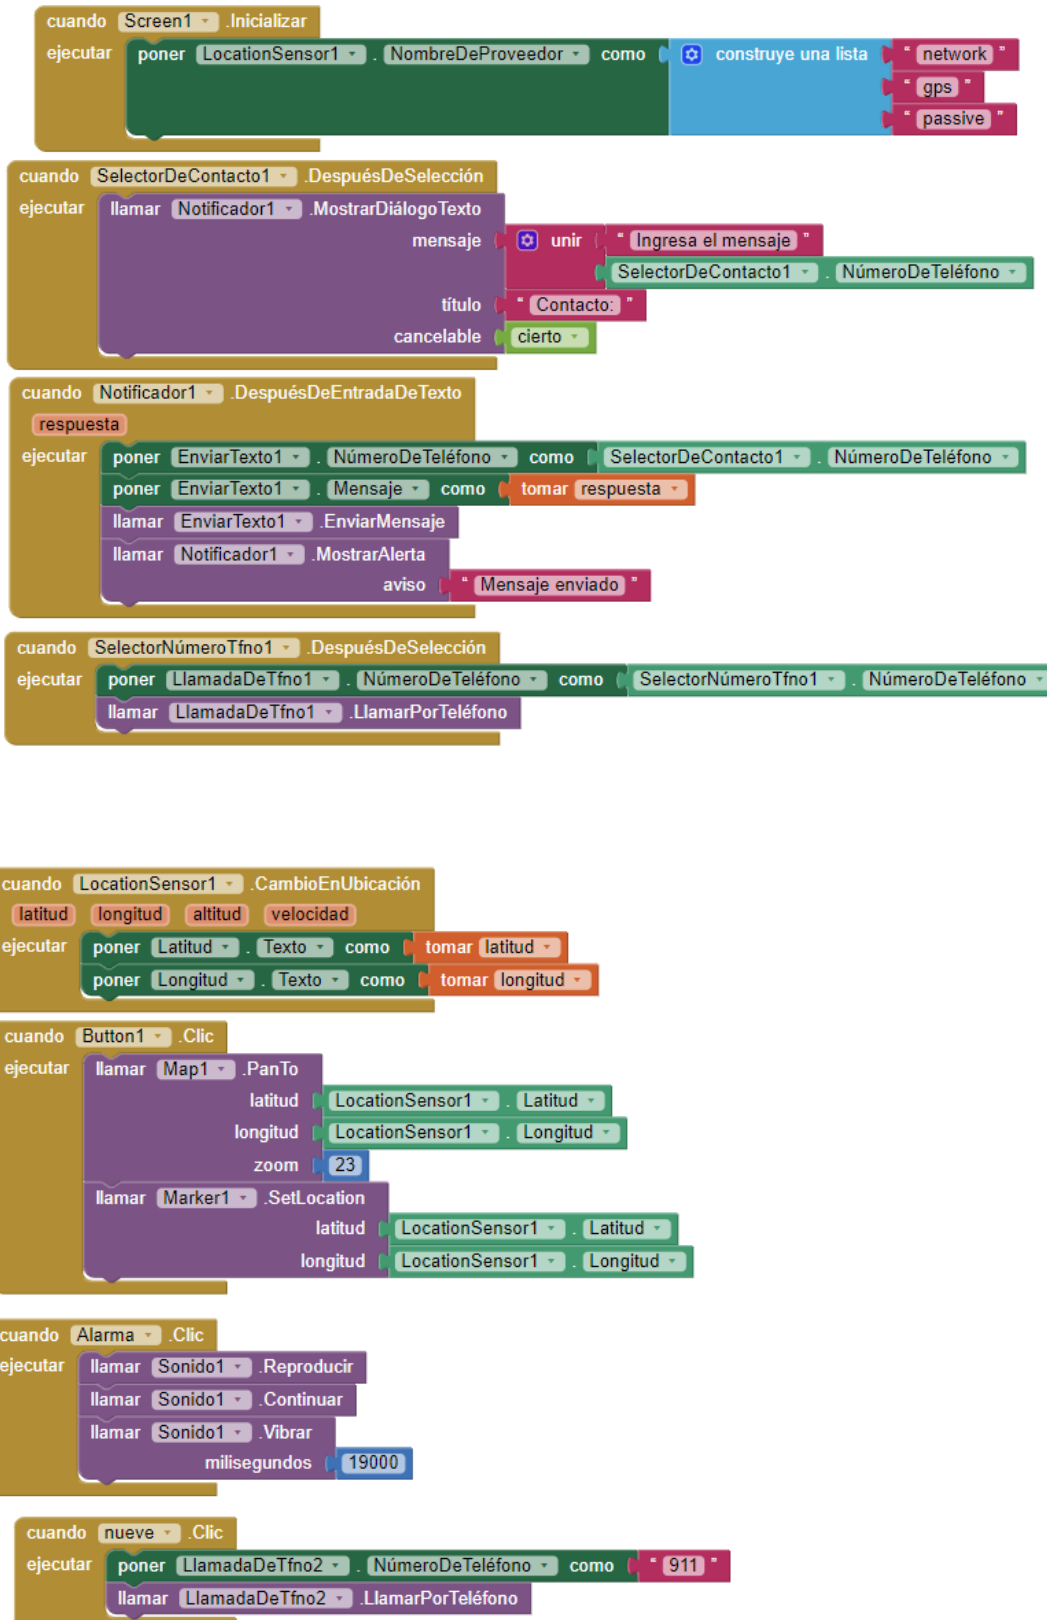 cuando Screen1 .Inicializar
ejecutar poner LocationSensor1 . NombreDeProveedor como construye una lista " network "
" gps "
" passive "
cuando SelectorDeContacto1 .DespuésDeSelección
ejecutar llamar Notificador1 .MostrarDiálogoTexto
mensaje unir " Ingresa el mensaje "
SelectorDeContacto1 . NúmeroDeTeléfono
título " Contacto: "
cancelable cierto
cuando Notificador1 .DespuésDeEntradaDeTexto
respuesta
ejecutar poner EnviarTexto1 . NúmeroDeTeléfono como SelectorDeContacto1 . NúmeroDeTeléfono
poner EnviarTexto1 . Mensaje como tomar respuesta
llamar EnviarTexto1 .EnviarMensaje
llamar Notificador1 .MostrarAlerta
aviso " Mensaje enviado "
cuando SelectorNúmeroTfno1 .DespuésDeSelección
ejecutar poner LlamadaDeTfno1 . NúmeroDeTeléfono como SelectorNúmeroTfno1 . NúmeroDeTeléfono
llamar LlamadaDeTfno1 .LlamarPorTeléfono
cuando LocationSensor1 .CambioEnUbicación
latitud longitud altitud velocidad
ejecutar poner Latitud . Texto como tomar latitud
poner Longitud . Texto como tomar longitud
cuando Button1 .Clic
ejecutar llamar Map1 .PanTo
latitud LocationSensor1 . Latitud
longitud LocationSensor1 . Longitud
zoom 23
llamar Marker1 .SetLocation
latitud LocationSensor1 . Latitud
longitud LocationSensor1 . Longitud
cuando Alarma .Clic
ejecutar llamar Sonido1 .Reproducir
llamar Sonido1 .Continuar
llamar Sonido1 .Vibrar
milisegundos 19000
cuando nueve .Clic
ejecutar poner LlamadaDeTfno2 . NúmeroDeTeléfono como " 911 "
llamar LlamadaDeTfno2 .LlamarPorTeléfono